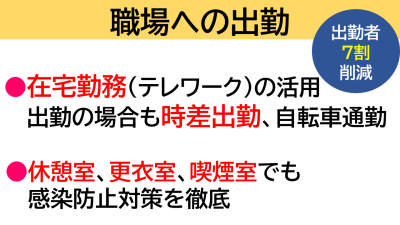 職場への出勤
出勤者
7割
削減
●在宅勤務(テレワーク)の活用
出勤の場合も時差出勤、自転車通勤
●休憩室、更衣室、喫煙室でも
感染防止対策を徹底